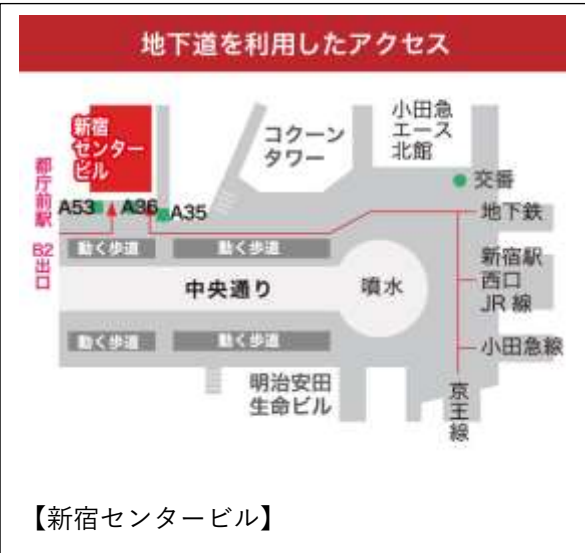 地下道を利用したアクセス
新宿
センター
ビル
コクーン
タワー
小田急
エース
北館
交番
都庁前駅
B2出口
A53
A36
A35
地下鉄
動く歩道
動く歩道
中央通り
噴水
新宿駅
西口
JR線
動く歩道
動く歩道
小田急線
明治安田
生命ビル
京王線
【新宿センタービル】